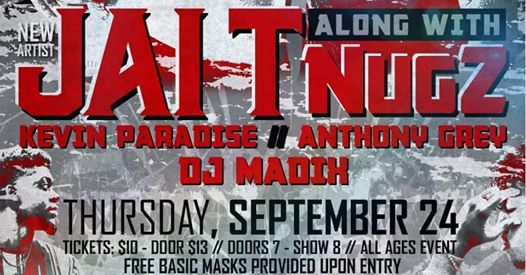 NEW ARTIST
JAI T
ALONG WITH
NUGZ
KEVIN PARADISE // ANTHONY GREY
DJ MADIX
THURSDAY, SEPTEMBER 24
TICKETS: $10 - DOOR $13 // DOORS 7 - SHOW 8 // ALL AGES EVENT
FREE BASIC MASKS PROVIDED UPON ENTRY